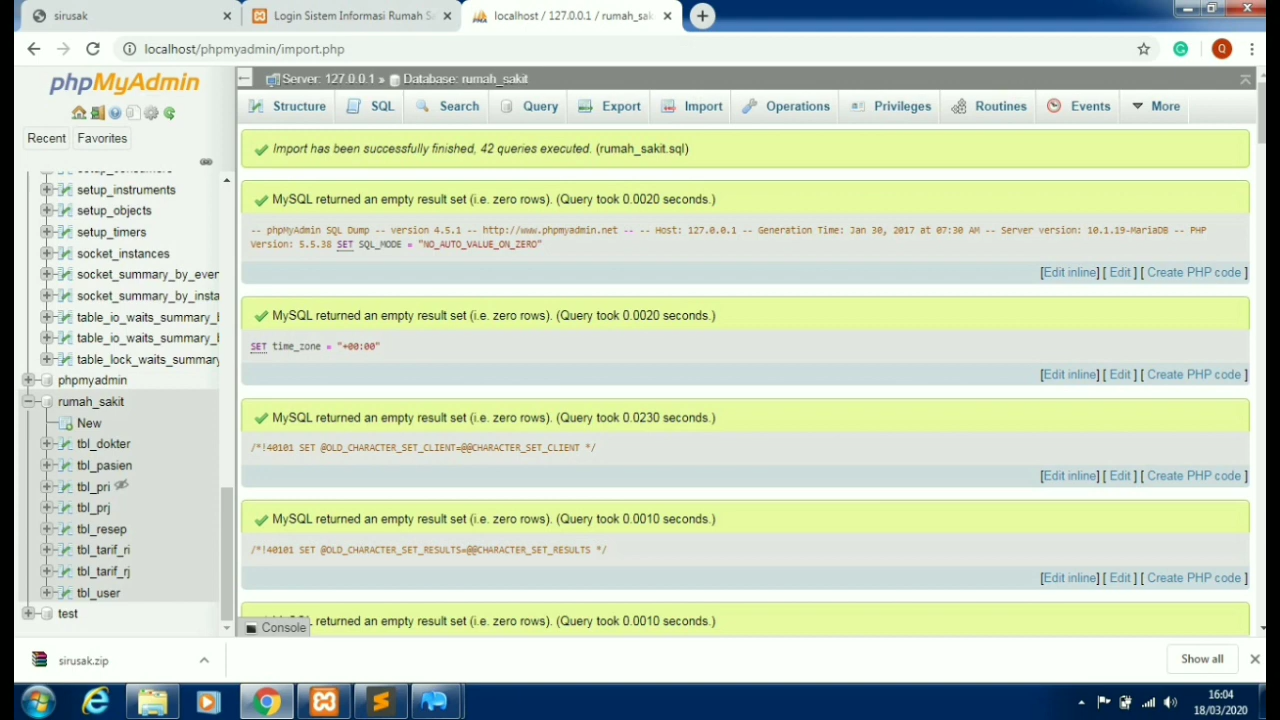 sirusak
Login Sistem Informasi Rumah Sa
localhost / 127.0.0.1 / rumah_sak
localhost/phpmyadmin/import.php
Q
phpMyAdmin
Recent
Favorites
setup_instruments
setup_objects
setup_timers
socket_instances
socket_summary_by_ever
socket_summary_by_insta
table_io_waits_summary_b
table_io_waits_summary_b
table_lock_waits_summary
phpmyadmin
rumah_sakit
New
tbl_dokter
tbl_pasien
tbl_pri
tbl_prj
tbl_resep
tbl_tarif_ri
tbl_tarif_rj
tbl_user
test
Server: 127.0.0.1 » Database: rumah_sakit
Structure SQL Search Query Export Import Operations Privileges Routines Events More
Import has been successfully finished, 42 queries executed. (rumah_sakit.sql)
MySQL returned an empty result set (i.e. zero rows). (Query took 0.0020 seconds.)
-- phpMyAdmin SQL Dump -- version 4.5.1 -- http://www.phpmyadmin.net -- -- Host: 127.0.0.1 -- Generation Time: Jan 30, 2017 at 07:30 AM -- Server version: 10.1.19-MariaDB -- PHP
Version: 5.5.38 SET SQL_MODE = "NO_AUTO_VALUE_ON_ZERO"
[Edit inline] [ Edit ] [ Create PHP code ]
MySQL returned an empty result set (i.e. zero rows). (Query took 0.0020 seconds.)
SET time_zone = "+00:00"
[Edit inline] [ Edit ] [ Create PHP code ]
MySQL returned an empty result set (i.e. zero rows). (Query took 0.0230 seconds.)
/*!40101 SET @OLD_CHARACTER_SET_CLIENT=@@CHARACTER_SET_CLIENT */
[Edit inline] [ Edit ] [ Create PHP code ]
MySQL returned an empty result set (i.e. zero rows). (Query took 0.0010 seconds.)
/*!40101 SET @OLD_CHARACTER_SET_RESULTS=@@CHARACTER_SET_RESULTS */
[Edit inline] [ Edit ] [ Create PHP code ]
returned an empty result set (i.e. zero rows). (Query took 0.0010 seconds.)
Console
sirusak.zip
Show all
16:04
18/03/2020